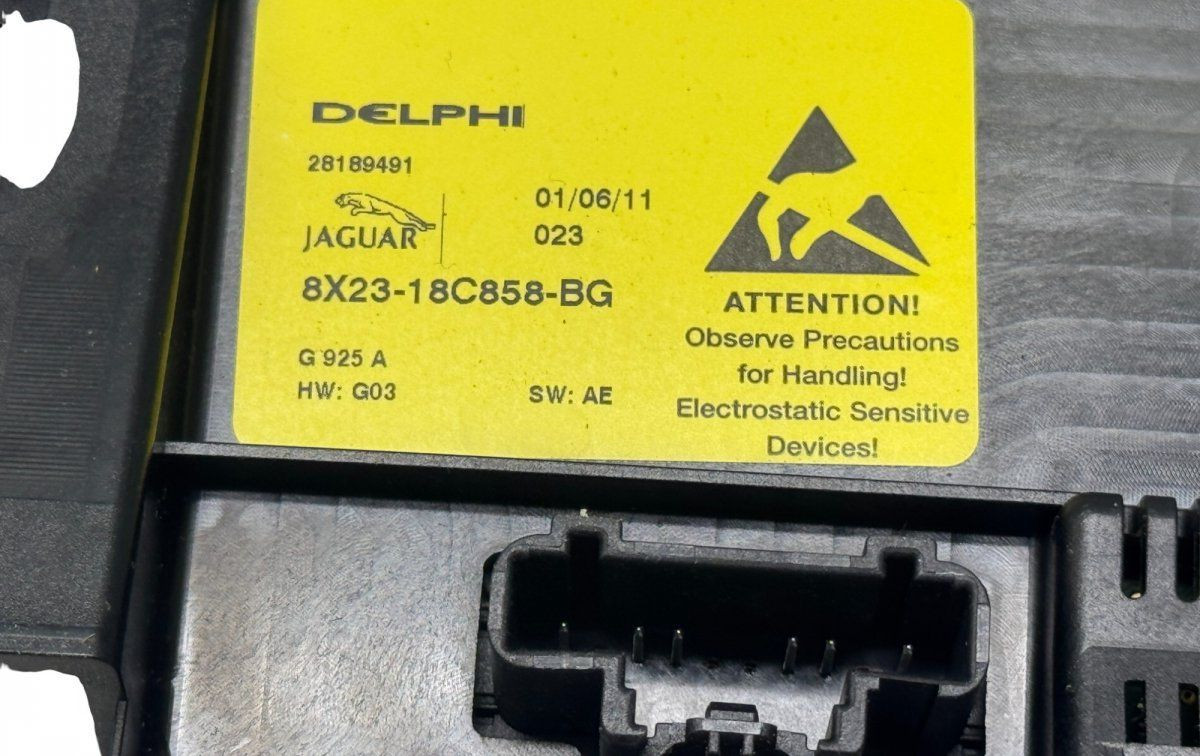 DELPHI
28189491
01/06/11
JAGUAR
023
8X23-18C858-BG
G 925 A
HW: G03
SW: AE
ATTENTION!
Observe Precautions
for Handling!
Electrostatic Sensitive
Devices!